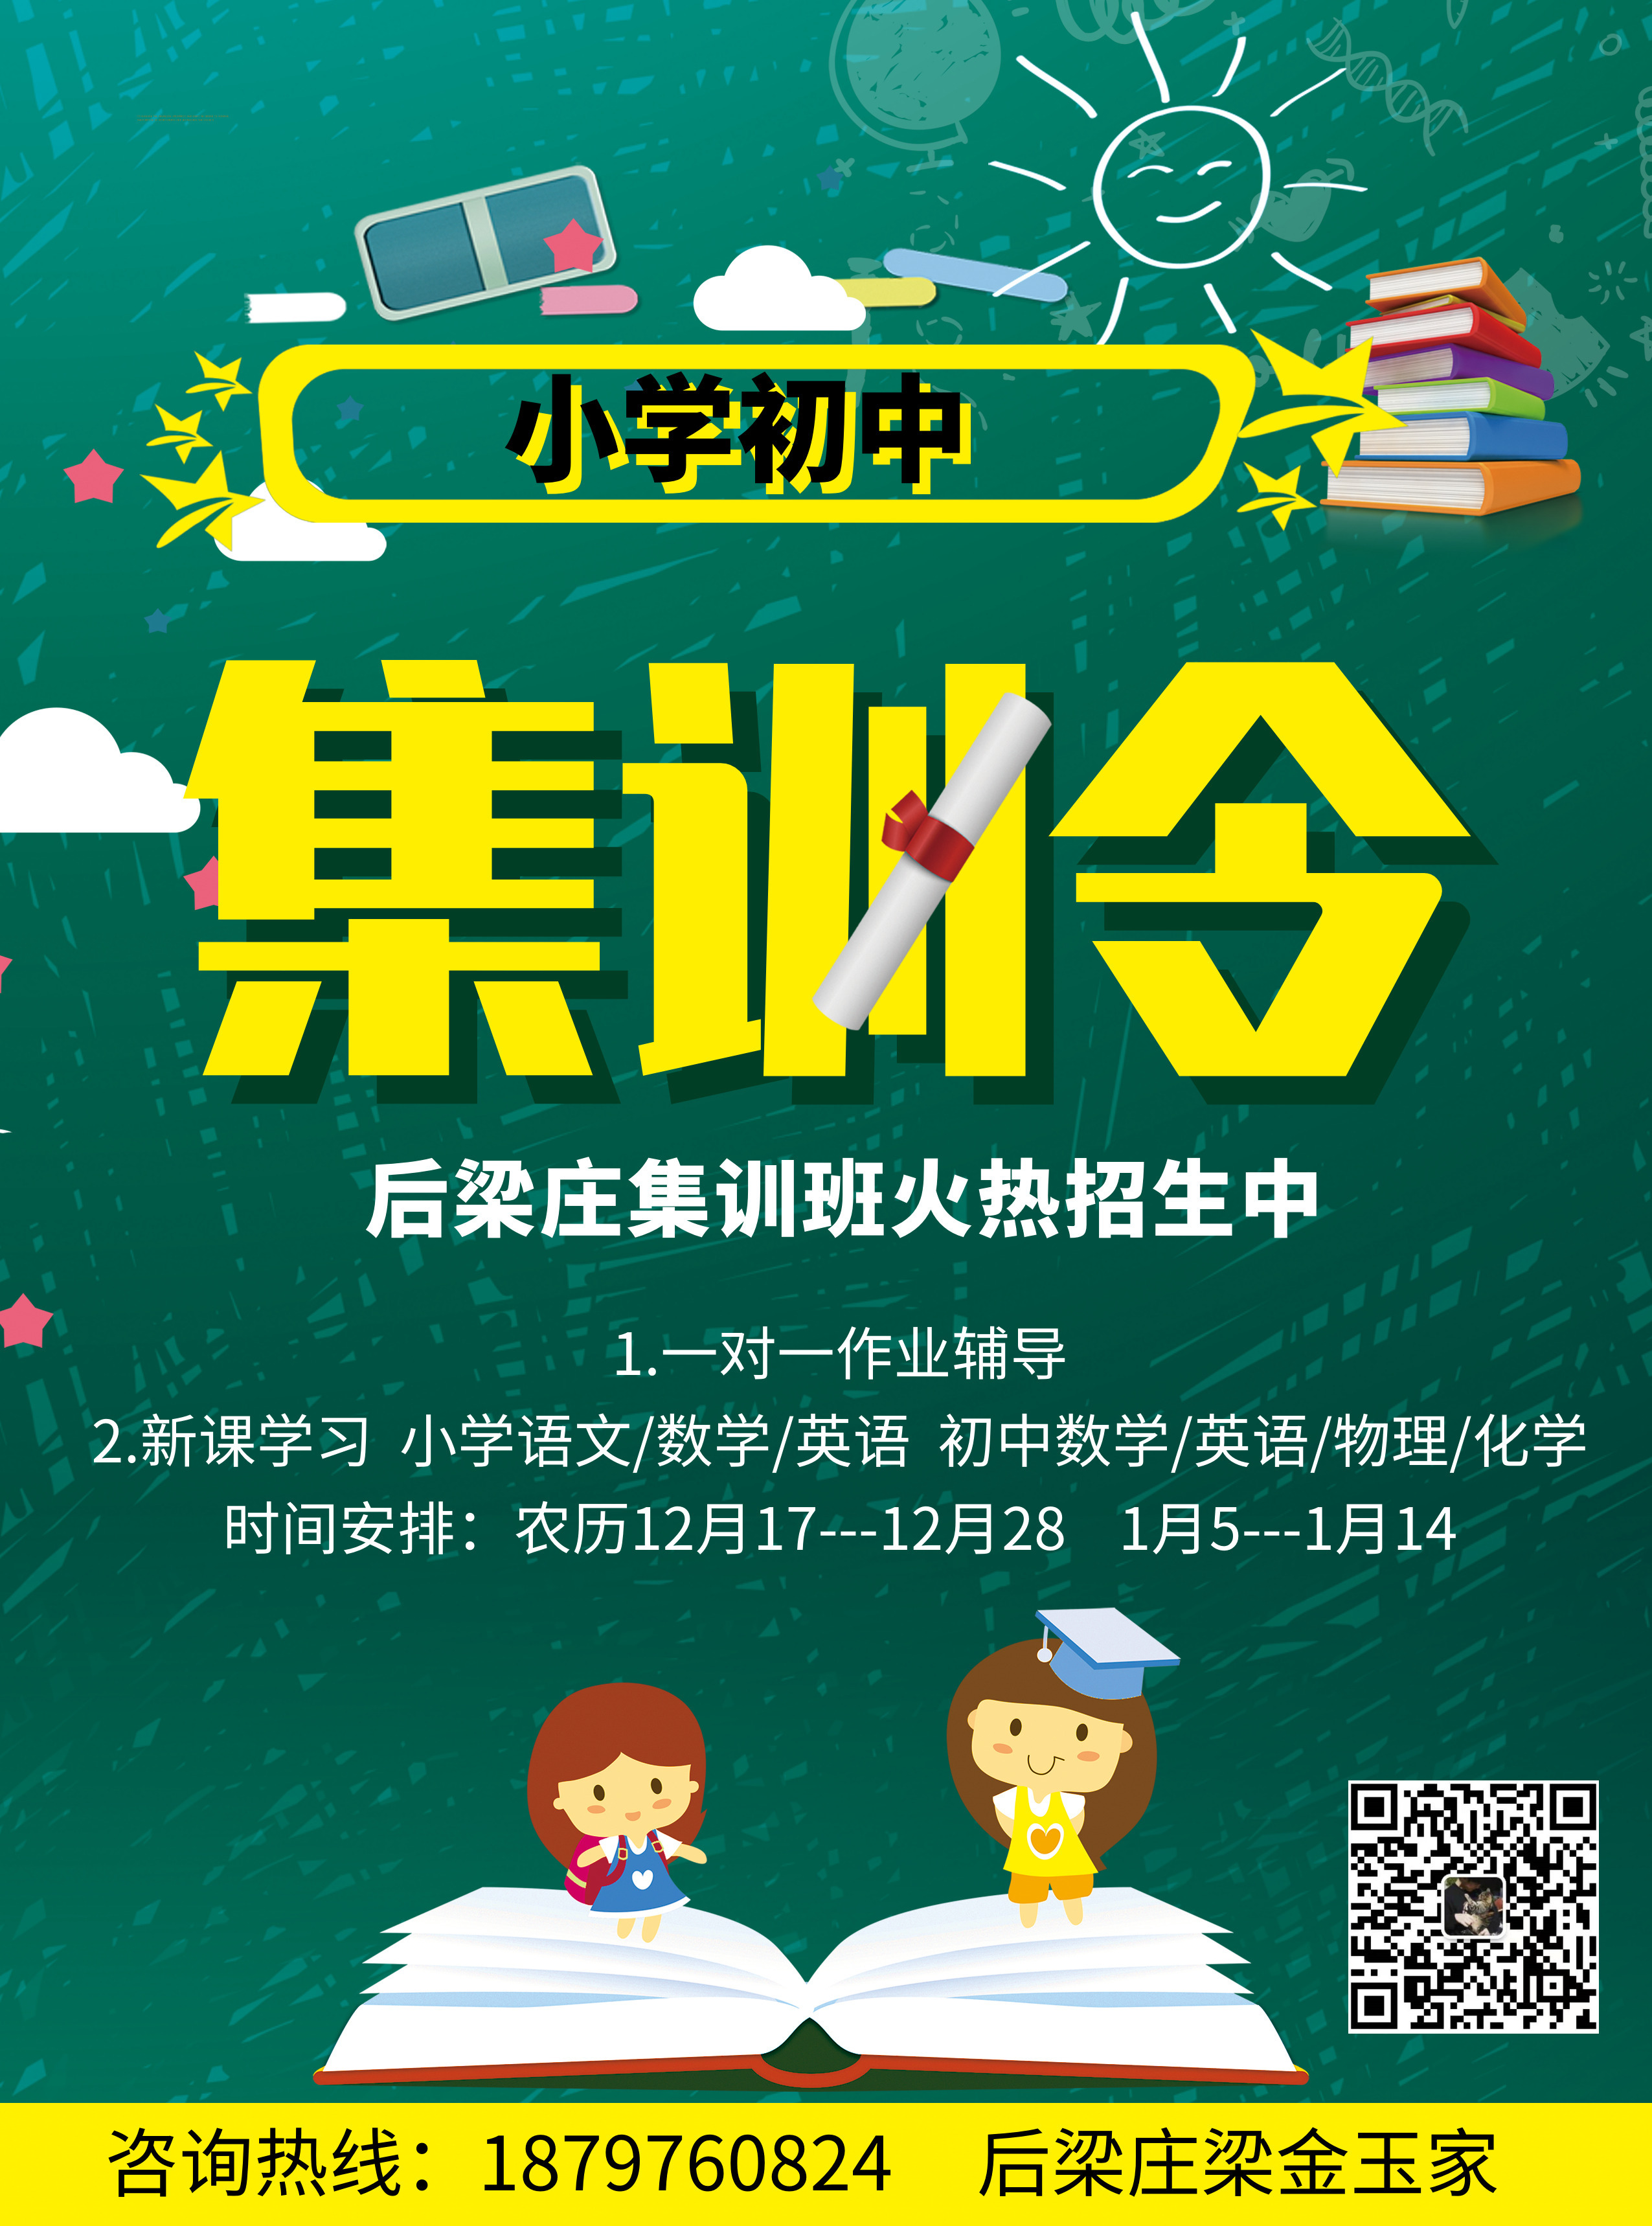 小学初中
集训令
后梁庄集训班火热招生中
1.一对一作业辅导
2.新课学习 小学语文/数学/英语 初中数学/英语/物理/化学
时间安排：农历12月17---12月28 1月5---1月14
咨询热线：1879760824 后梁庄梁金玉家